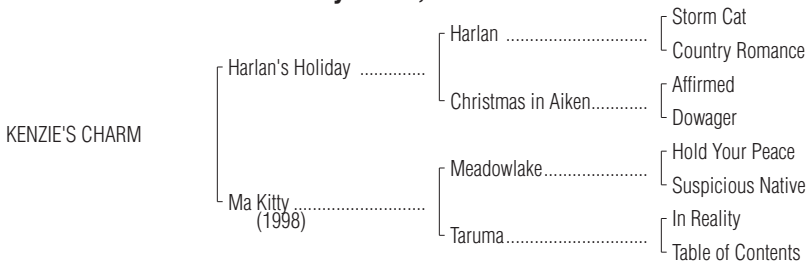 Storm Cat
Harlan ................................
Country Romance
Harlan's Holiday ..............
Affirmed
Christmas in Aiken.............
Dowager
KENZIE'S CHARM
Hold Your Peace
Meadowlake........................
Suspicious Native
Ma Kitty ..............................
(1998)
In Reality
Taruma.................................
Table of Contents